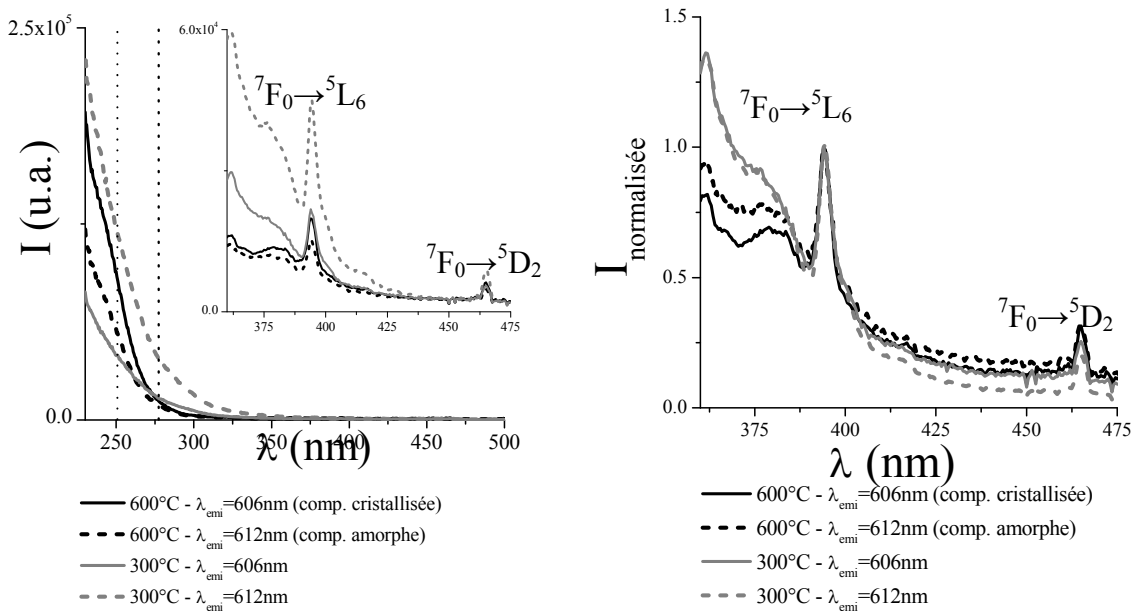 2.5x10⁵
6.0x10⁴
⁷F₀→⁵L₆
⁷F₀→⁵D₂
I (u.a.)
0.0
375 400 425 450 475
0.0
250 300 350 400 450 500
λ (nm)
600°C - λemi=606nm (comp. cristallisée)
600°C - λemi=612nm (comp. amorphe)
300°C - λemi=606nm
300°C - λemi=612nm
1.5
⁷F₀→⁵L₆
1.0
I normalisée
0.5
⁷F₀→⁵D₂
0.0
375 400 425 450 475
λ (nm)
600°C - λemi=606nm (comp. cristallisée)
600°C - λemi=612nm (comp. amorphe)
300°C - λemi=606nm
300°C - λemi=612nm